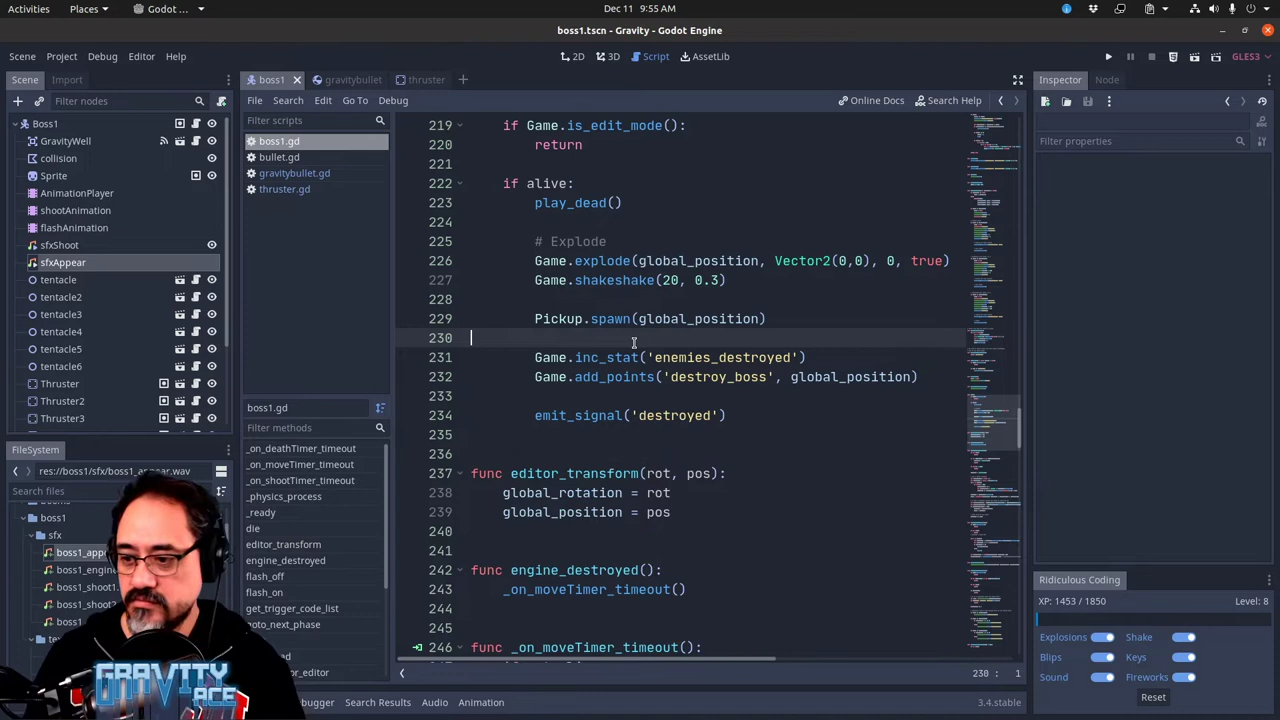 Activities Places Godot ... Dec 11 9:55 AM
boss1.tscn - Gravity - Godot Engine
Scene Project Debug Editor Help 2D 3D Script AssetLib GLES3
Scene Import boss1 gravitybullet thruster Inspector Node
Filter nodes File Search Edit Go To Debug Online Docs Search Help
Filter scripts
Filter properties
Boss1
GravityWell
collision
Sprite
AnimationPlayer
shootAnimation
flashAnimation
sfxShoot
sfxAppear
tentacle
tentacle2
tentacle3
tentacle4
tentacle5
tentacle6
Thruster
Thruster2
Thruster3
boss1.gd
bullet.gd
gravitybullet.gd
thruster.gd
219 if Game.is_edit_mode():
220 return
221
222 if alive:
223 play_dead()
224
225 # Explode
226 Game.explode(global_position, Vector2(0,0), 0, true)
227 Game.shakeshake(20, 0.3)
228
229 Pickup.spawn(global_position)
230
231 Game.inc_stat('enemies_destroyed')
232 Game.add_points('destroy_boss', global_position)
233
234 emit_signal('destroyed')
235
236
237 func editor_transform(rot, pos):
238 global_rotation = rot
239 global_position = pos
240
241
242 func engine_destroyed():
243 _on_moveTimer_timeout()
244
245
246 func _on_moveTimer_timeout():
230 : 1
boss1.gd
Filter methods
_on_moveTimer_timeout
_on_shootTimer_timeout
_physics_process
die
editor_transform
engine_destroyed
get_trigger_code_list
goto_phase
FileSystem
Search files
boss1
sfx
Search Results Audio Animation 3.4.stable
Ridiculous Coding
XP: 1453 / 1850 Level: 8
Explosions Shake
Blips Keys
Sound Fireworks
Reset
GRAVITY
ACE